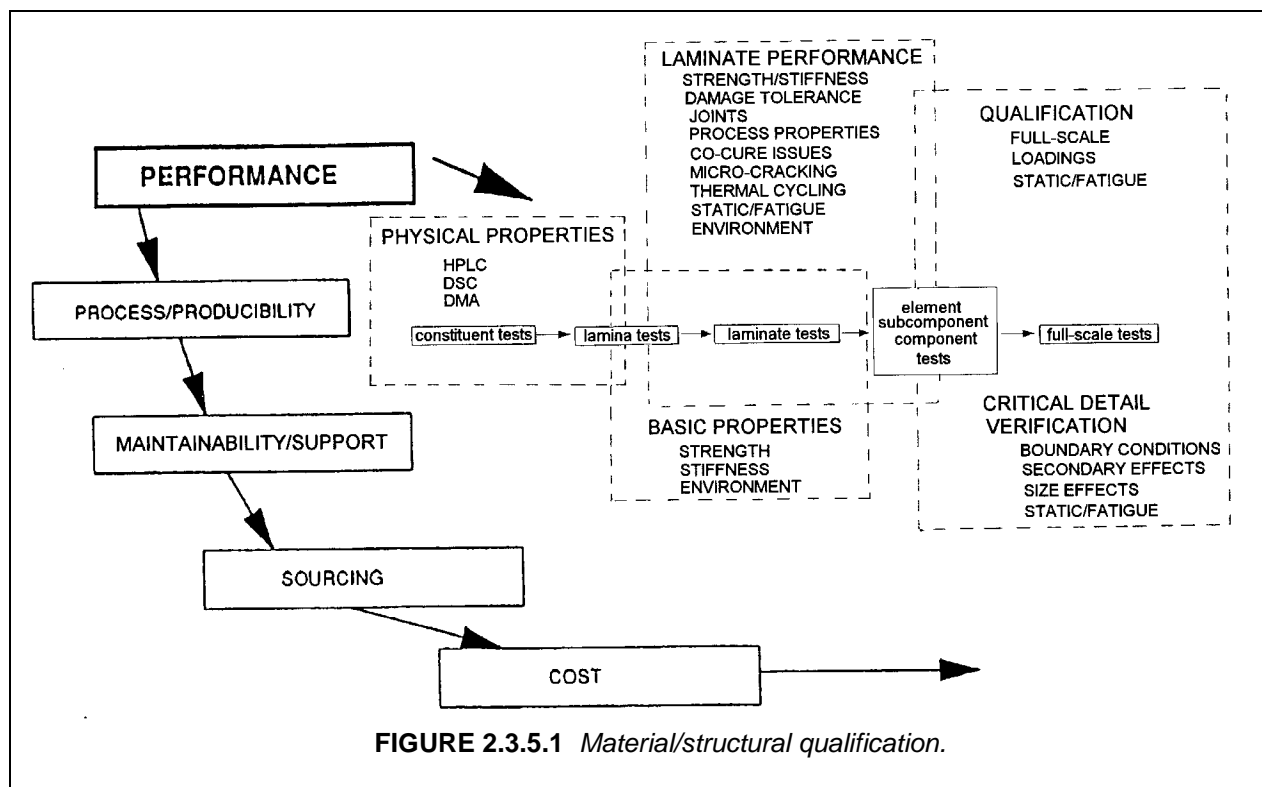 PERFORMANCE
PROCESS/PRODUCIBILITY
MAINTAINABILITY/SUPPORT
SOURCING
COST
PHYSICAL PROPERTIES
HPLC
DSC
DMA
constituent tests
lamina tests
laminate tests
element
subcomponent
component
tests
full-scale tests
LAMINATE PERFORMANCE
STRENGTH/STIFFNESS
DAMAGE TOLERANCE
JOINTS
PROCESS PROPERTIES
CO-CURE ISSUES
MICRO-CRACKING
THERMAL CYCLING
STATIC/FATIGUE
ENVIRONMENT
BASIC PROPERTIES
STRENGTH
STIFFNESS
ENVIRONMENT
QUALIFICATION
FULL-SCALE
LOADINGS
STATIC/FATIGUE
CRITICAL DETAIL
VERIFICATION
BOUNDARY CONDITIONS
SECONDARY EFFECTS
SIZE EFFECTS
STATIC/FATIGUE
FIGURE 2.3.5.1 Material/structural qualification.